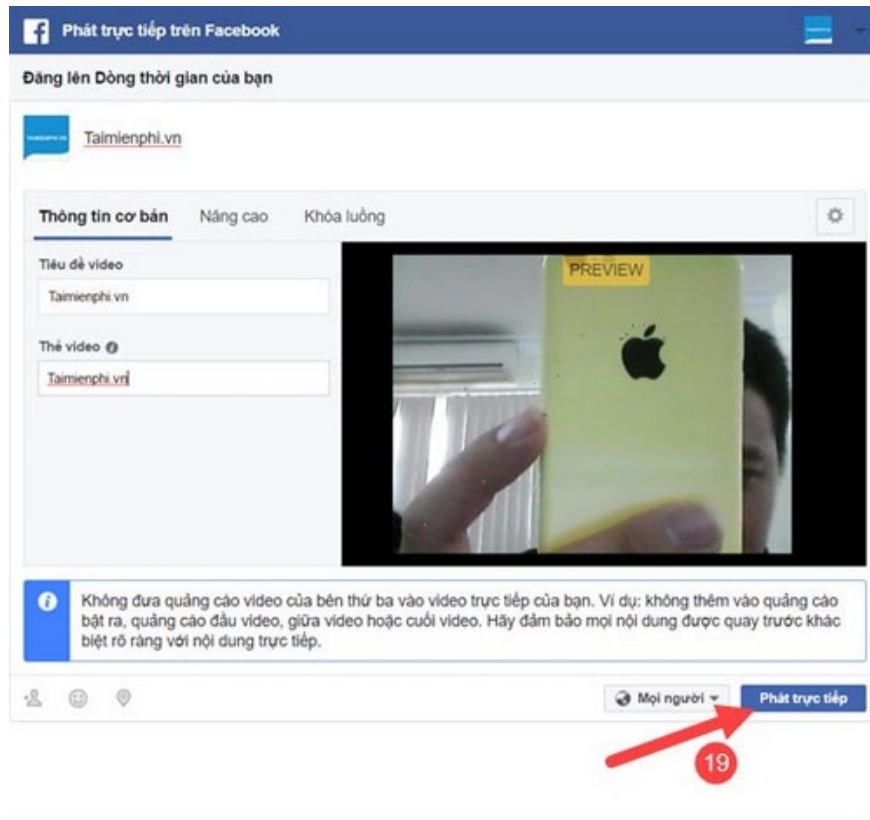 Phát trực tiếp trên Facebook
Đăng lên Dòng thời gian của bạn
Taimienphi.vn
Thông tin cơ bản Nâng cao Khóa luồng
Tiêu đề video
Taimienphi.vn
Thẻ video
Taimienphi.vn
PREVIEW
Không đưa quảng cáo video của bên thứ ba vào video trực tiếp của bạn. Ví dụ: không thêm vào quảng cáo
bật ra, quảng cáo đầu video, giữa video hoặc cuối video. Hãy đảm bảo mọi nội dung được quay trước khác
biệt rõ ràng với nội dung trực tiếp.
Mọi người Phát trực tiếp
19